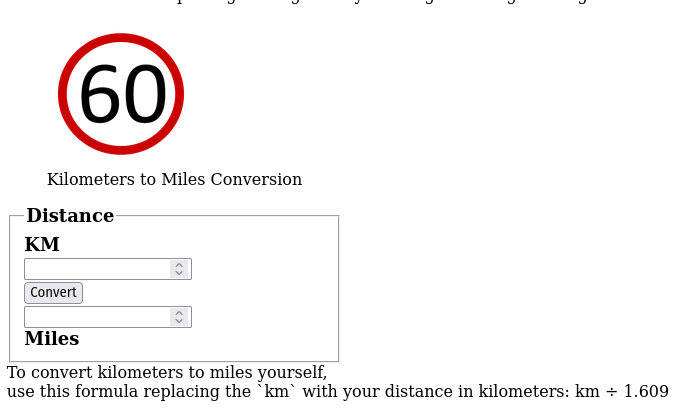 60
Kilometers to Miles Conversion
Distance
KM
Convert
Miles
To convert kilometers to miles yourself,
use this formula replacing the `km` with your distance in kilometers: km ÷ 1.609